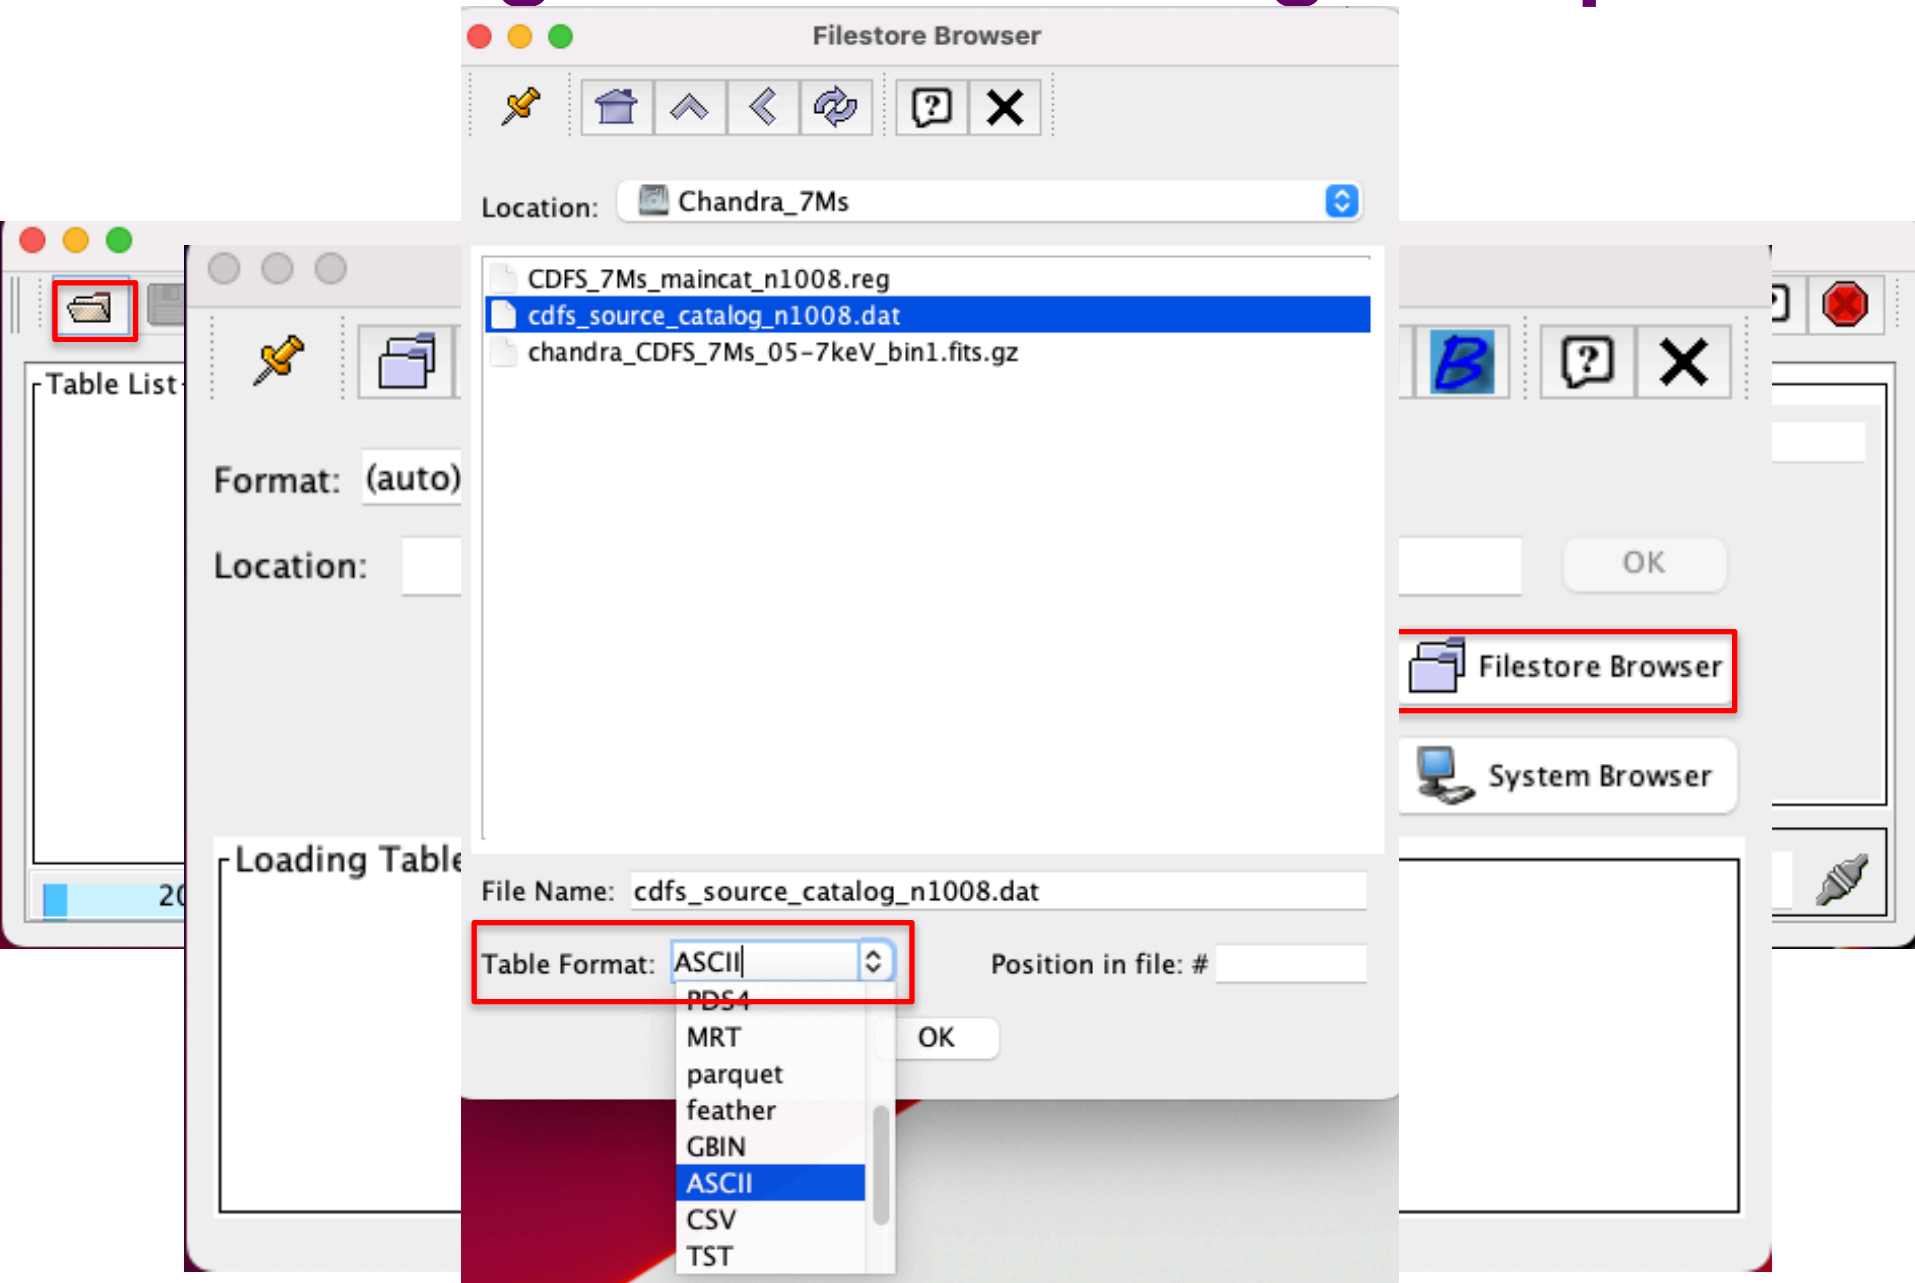 Filestore Browser
Location: Chandra_7Ms
CDFS_7Ms_maincat_n1008.reg
cdfs_source_catalog_n1008.dat
chandra_CDFS_7Ms_05-7keV_bin1.fits.gz
File Name: cdfs_source_catalog_n1008.dat
Table Format: ASCII
Position in file: #
PDS4
MRT
parquet
feather
GBIN
ASCII
CSV
TST
OK
Table List
20
Format: (auto)
Location:
OK
Filestore Browser
System Browser
Loading Table